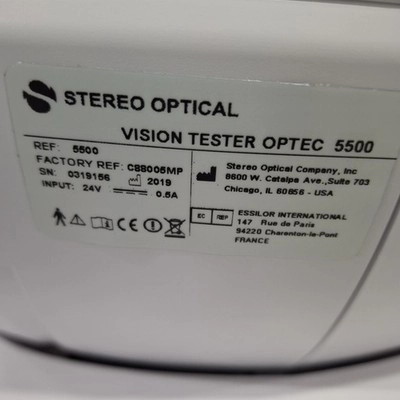 STEREO OPTICAL
VISION TESTER OPTEC 5500
REF: 5500
FACTORY REF: C88005MP
SN: 0319156 2019
INPUT: 24V 0.5A
Stereo Optical Company, Inc
8600 W. Catalpa Ave.,Suite 703
Chicago, IL 60656 - USA
EC REP
ESSILOR INTERNATIONAL
147 Rue de Paris
94220 Charenton-le-Pont
FRANCE
CE